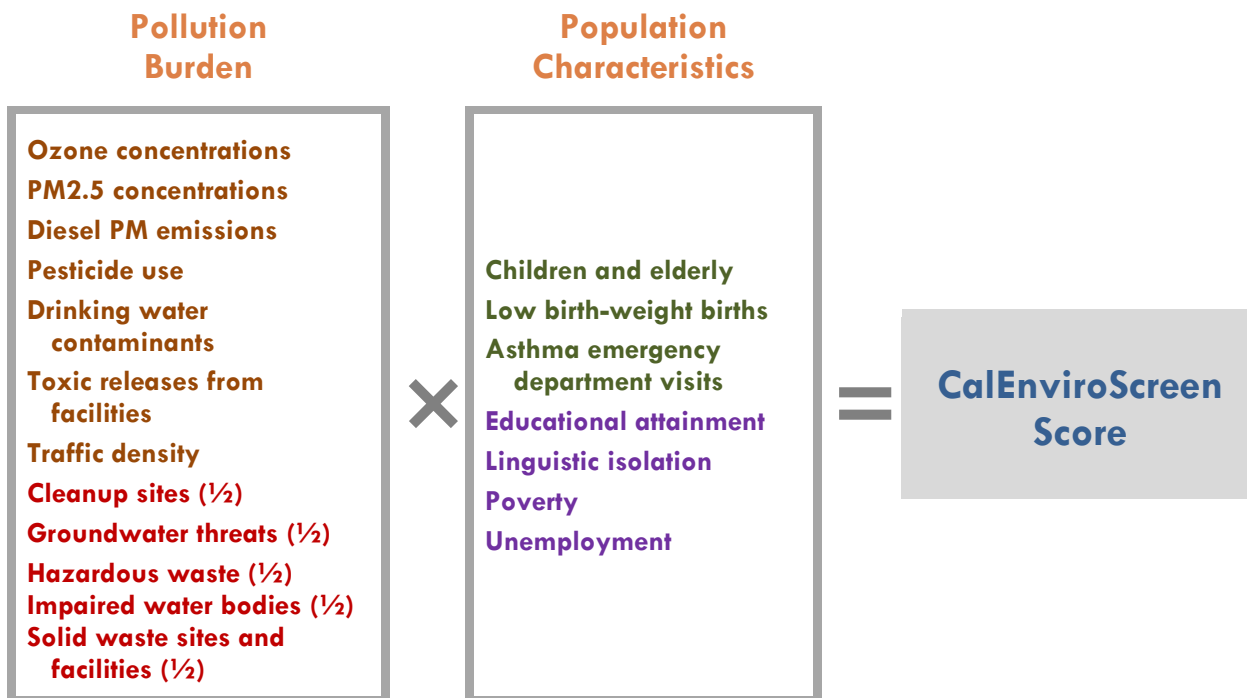 Pollution
Burden
Population
Characteristics
Ozone concentrations
PM2.5 concentrations
Diesel PM emissions
Pesticide use
Drinking water
contaminants
Toxic releases from
facilities
Traffic density
Cleanup sites (½)
Groundwater threats (½)
Hazardous waste (½)
Impaired water bodies (½)
Solid waste sites and
facilities (½)
×
Children and elderly
Low birth-weight births
Asthma emergency
department visits
Educational attainment
Linguistic isolation
Poverty
Unemployment
=
CalEnviroScreen
Score